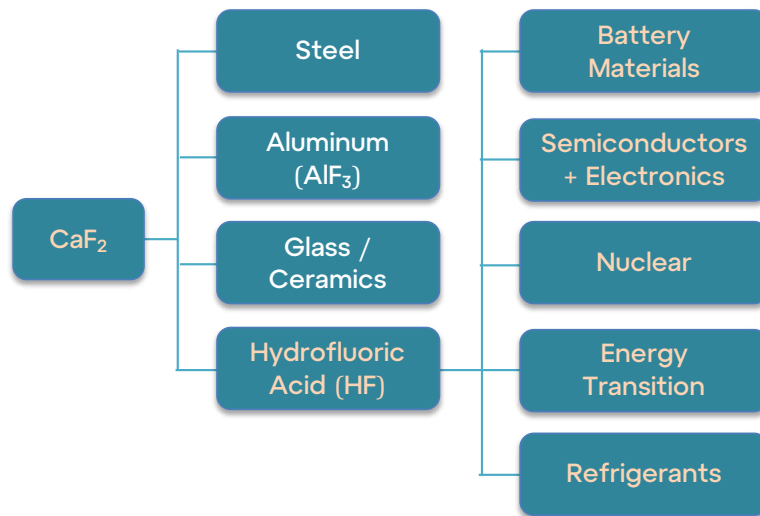 CaF₂
Steel
Aluminum
(AlF₃)
Glass /
Ceramics
Hydrofluoric
Acid (HF)
Battery
Materials
Semiconductors
+ Electronics
Nuclear
Energy
Transition
Refrigerants